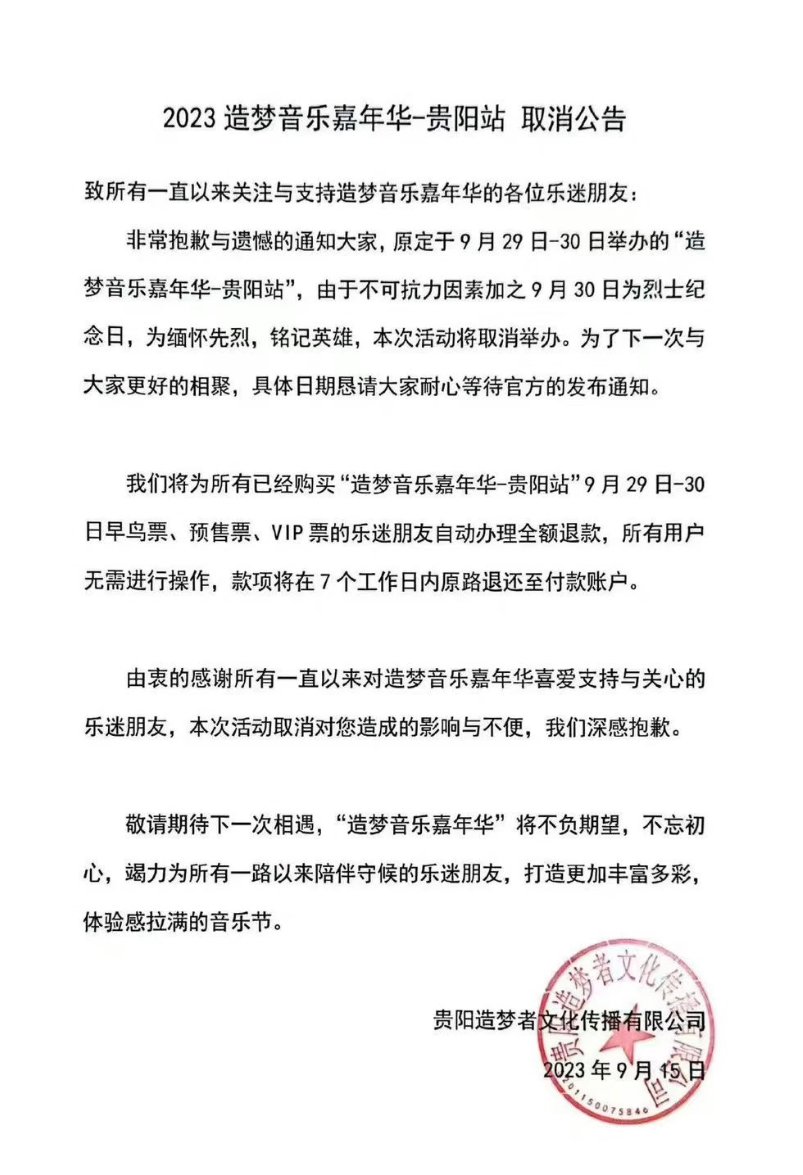 2023 造梦音乐嘉年华-贵阳站 取消公告
致所有一直以来关注与支持造梦音乐嘉年华的各位乐迷朋友：
非常抱歉与遗憾的通知大家，原定于 9 月 29 日-30 日举办的“造
梦音乐嘉年华-贵阳站”，由于不可抗力因素加之 9 月 30 日为烈士纪
念日，为缅怀先烈，铭记英雄，本次活动将取消举办。为了下一次与
大家更好的相聚，具体日期恳请大家耐心等待官方的发布通知。
我们将为所有已经购买“造梦音乐嘉年华-贵阳站”9 月 29 日-30
日早鸟票、预售票、VIP 票的乐迷朋友自动办理全额退款，所有用户
无需进行操作，款项将在 7 个工作日内原路退还至付款账户。
由衷的感谢所有一直以来对造梦音乐嘉年华喜爱支持与关心的
乐迷朋友，本次活动取消对您造成的影响与不便，我们深感抱歉。
敬请期待下一次相遇，“造梦音乐嘉年华” 将不负期望，不忘初
心，竭力为所有一路以来陪伴守候的乐迷朋友，打造更加丰富多彩，
体验感拉满的音乐节。
贵阳造梦者文化传播有限公司
2023 年 9 月 15 日
贵阳造梦者文化传播有限公司